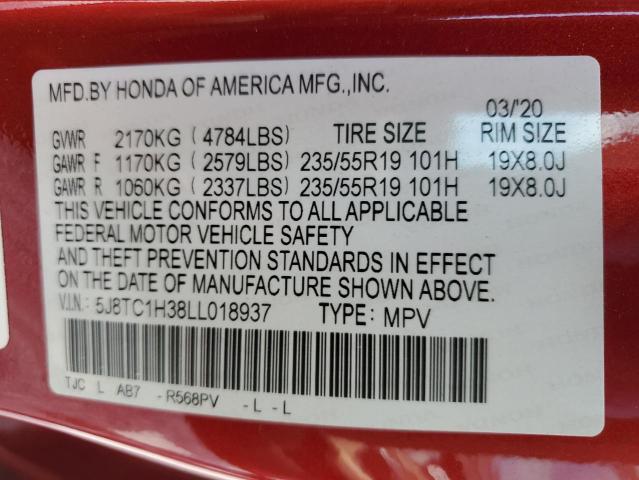 MFD.BY HONDA OF AMERICA MFG.,INC.
03/'20
GVWR 2170KG (4784LBS) TIRE SIZE RIM SIZE
GAWR F 1170KG (2579LBS) 235/55R19 101H 19X8.0J
GAWR R 1060KG (2337LBS) 235/55R19 101H 19X8.0J
THIS VEHICLE CONFORMS TO ALL APPLICABLE
FEDERAL MOTOR VEHICLE SAFETY
AND THEFT PREVENTION STANDARDS IN EFFECT
ON THE DATE OF MANUFACTURE SHOWN ABOVE.
V.I.N: 5J8TC1H38LL018937 TYPE: MPV
TJC L AB7 - R568PV - L - L